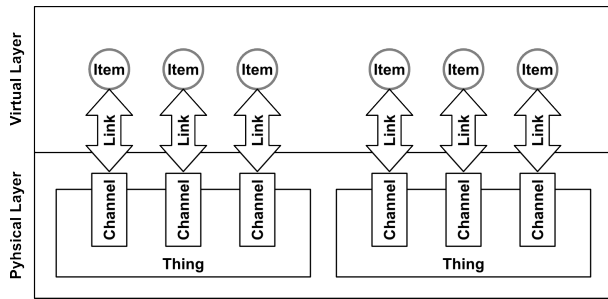 Virtual Layer
Item Item Item Item Item Item
Link Link Link Link Link Link
Pyhsical Layer
Channel Channel Channel Channel Channel Channel
Thing Thing